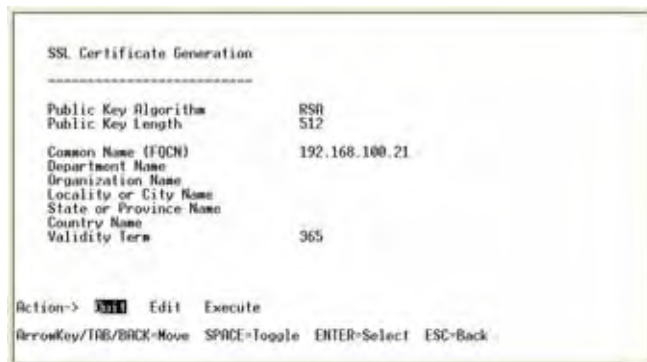 SSL Certificate Generation
--------------------------
Public Key Algorithm RSA
Public Key Length 512
Common Name (FQCN) 192.168.100.21
Department Name
Organization Name
Locality or City Name
State or Province Name
Country Name
Validity Term 365
Action-> Quit Edit Execute
ArrowKey/TAB/BACK=Move SPACE=Toggle ENTER=Select ESC=Back